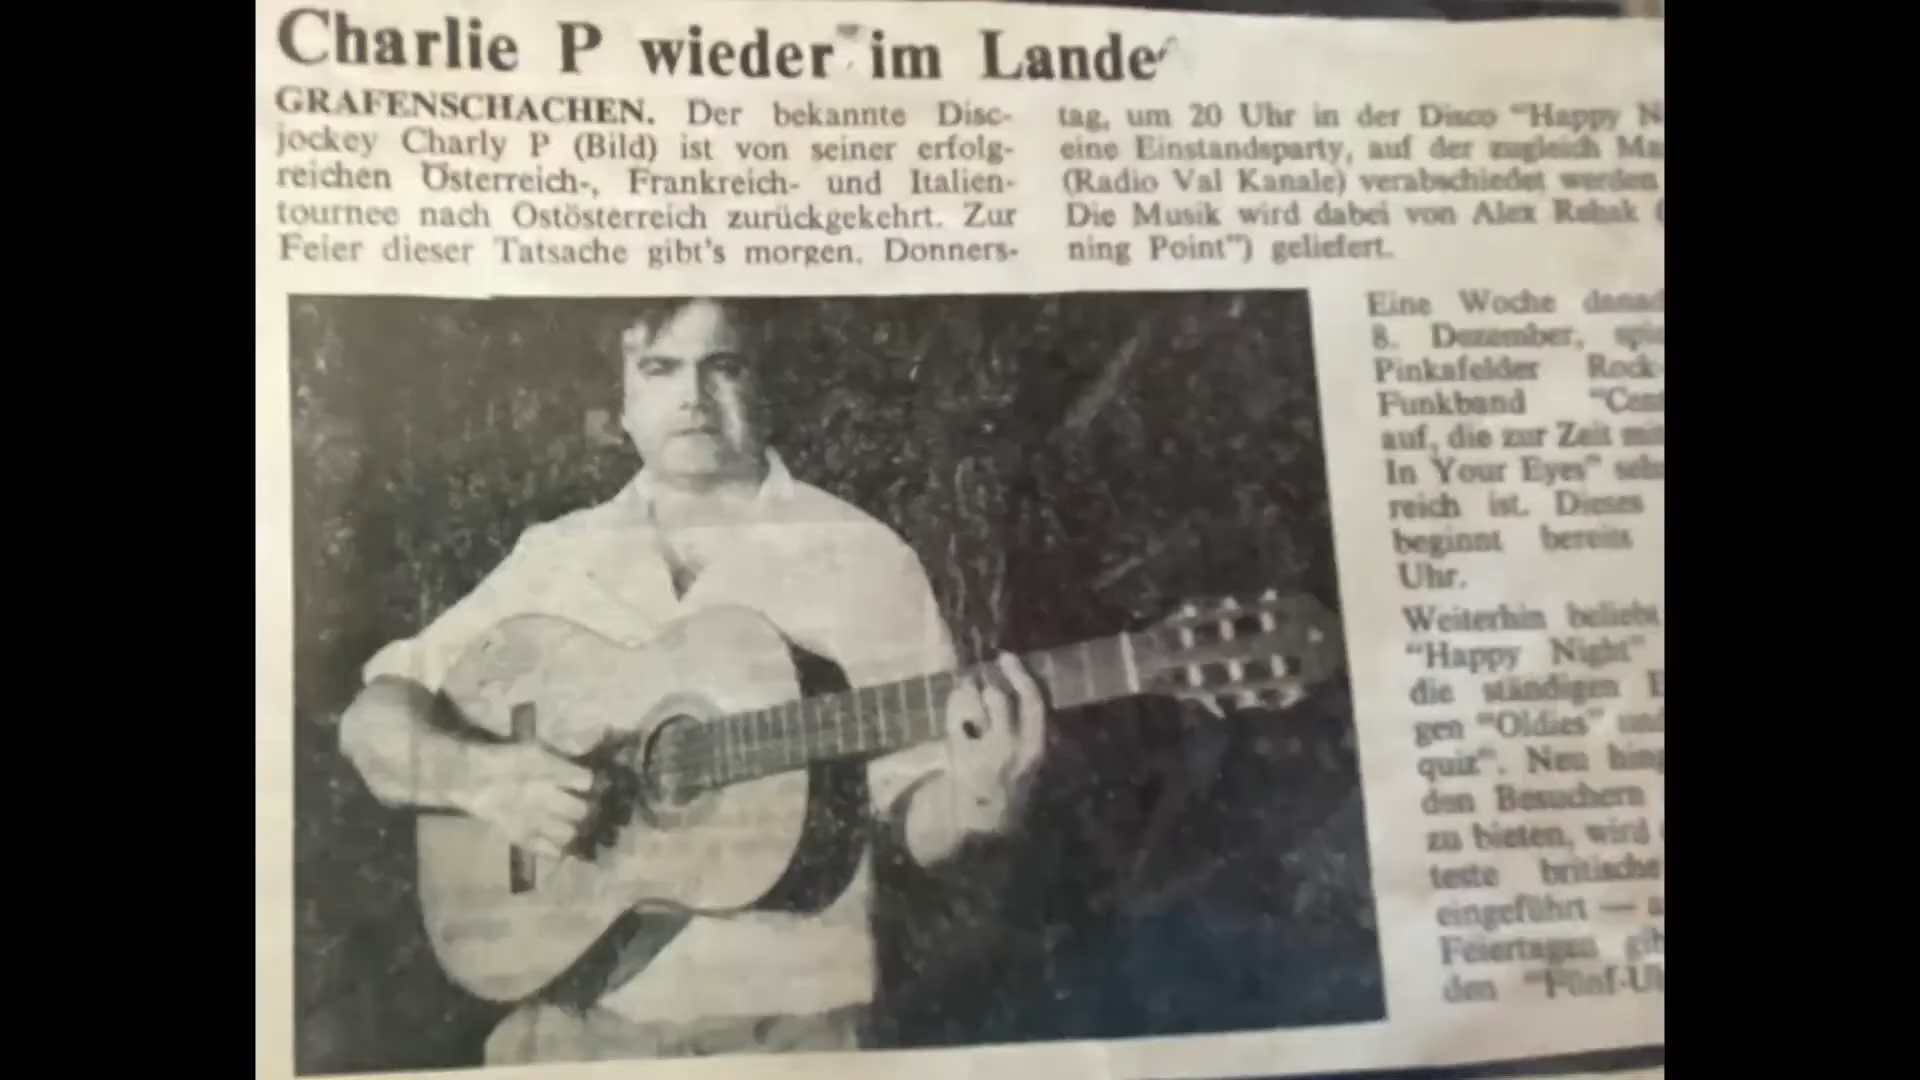 Charlie P wieder im Lande
GRAFENSCHACHEN. Der bekannte Disc-
jockey Charly P (Bild) ist von seiner erfolg-
reichen Österreich-, Frankreich- und Italien-
tournee nach Ostösterreich zurückgekehrt. Zur
Feier dieser Tatsache gibt's morgen, Donners-
tag, um 20 Uhr in der Disco "Happy
eine Einstandsparty, auf der zugleich
(Radio Val Kanale) verabschiedet werden
Die Musik wird dabei von Alex Rehak
ning Point") geliefert.
Eine Woche
8. Dezember,
Pinkafelder Rock-
Funkband
auf, die zur Zeit
In Your Eyes"
reich ist. Dieses
beginnt bereits
Uhr.
Weiterhin beliebt
"Happy Night"
die ständigen
gen "Oldies" und
quiz". Neu
den Besuchern
zu bieten, wird
teste britische
eingeführt —
Feiertagen
den